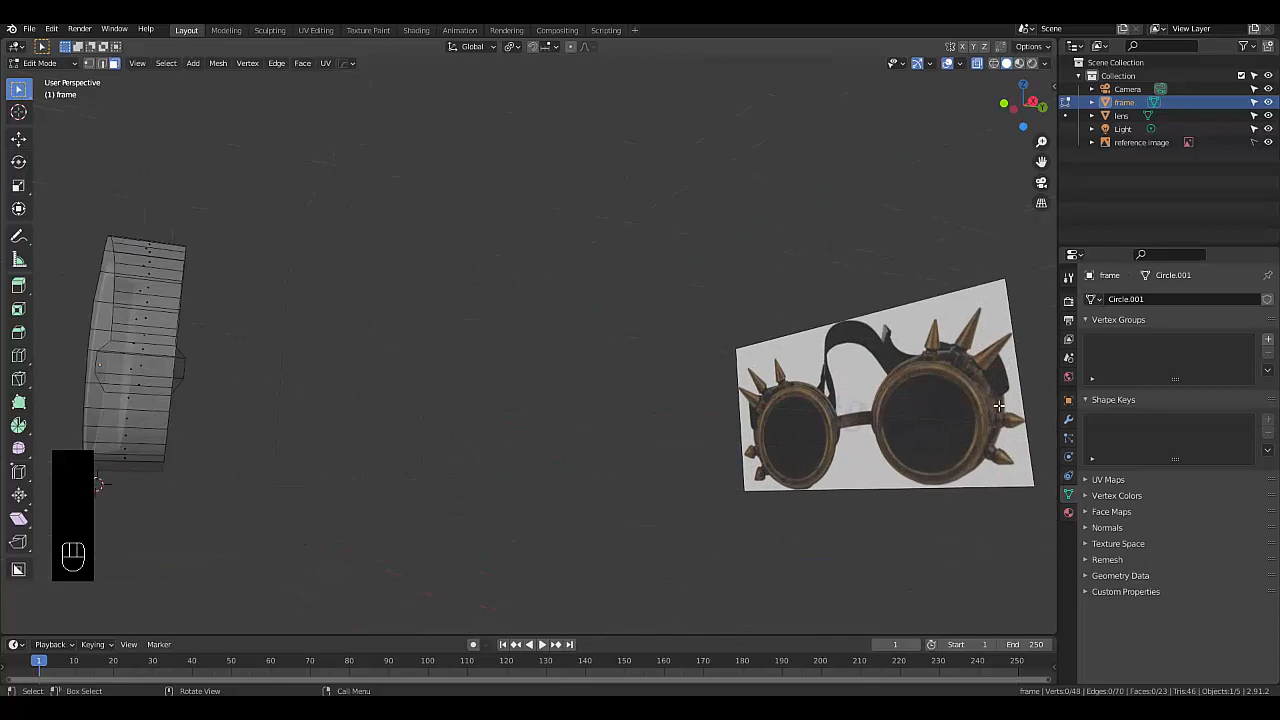 File Edit Render Window Help Layout Modeling Sculpting UV Editing Texture Paint Shading Animation Rendering Compositing Scripting + Scene View Layer
Global X Y Z Options
Edit Mode View Select Add Mesh Vertex Edge Face UV Scene Collection
User Perspective Collection
(1) frame Camera
frame
lens
Light
reference image
frame Circle.001
Circle.001
Vertex Groups
Shape Keys
UV Maps
Vertex Colors
Face Maps
Normals
Texture Space
Remesh
Geometry Data
Custom Properties
Playback Keying View Marker 1 Start 1 End 250
1 10 20 30 40 50 60 70 80 90 100 110 120 130 140 150 160 170 180 190 200 210 220 230 240 250
Select Box Select Rotate View Call Menu frame | Verts:0/48 | Edges:0/70 | Faces:0/23 | Tris:46 | Objects:1/5 | 2.91.2